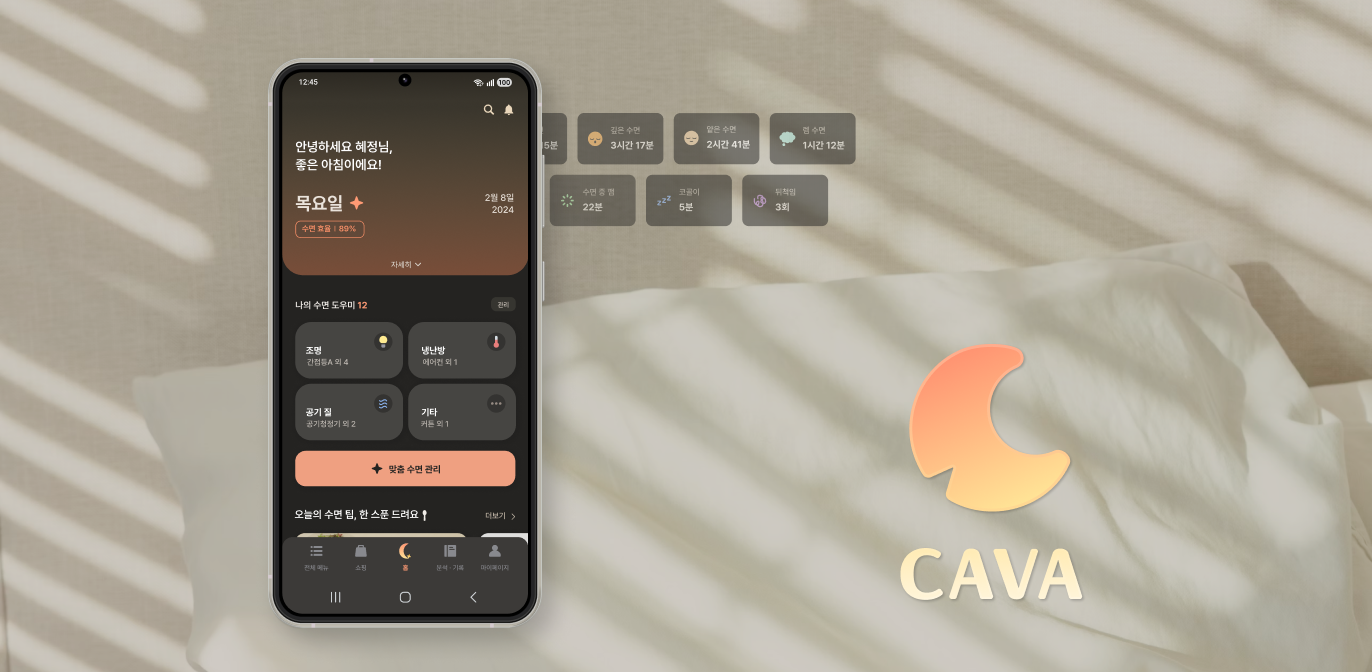 12:45
100
안녕하세요 혜정님,
좋은 아침이에요!
목요일
2월 8일
2024
수면 효율 | 89%
자세히
나의 수면 도우미 12
관리
조명
간접등A 외 4
냉난방
에어컨 외 1
공기 질
공기청정기 외 2
기타
커튼 외 1
맞춤 수면 관리
오늘의 수면 팁, 한 스푼 드려요
더보기
전체 메뉴
쇼핑
홈
분석 · 기록
마이페이지
5분
깊은 수면
3시간 17분
얕은 수면
2시간 41분
렘 수면
1시간 12분
수면 중 깸
22분
코골이
5분
뒤척임
3회
CAVA